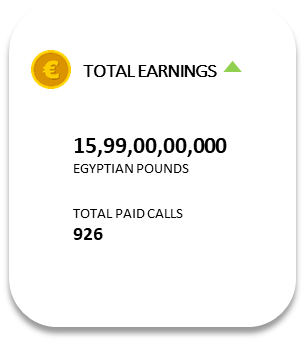 € TOTAL EARNINGS
15,99,00,00,000
EGYPTIAN POUNDS
TOTAL PAID CALLS
926